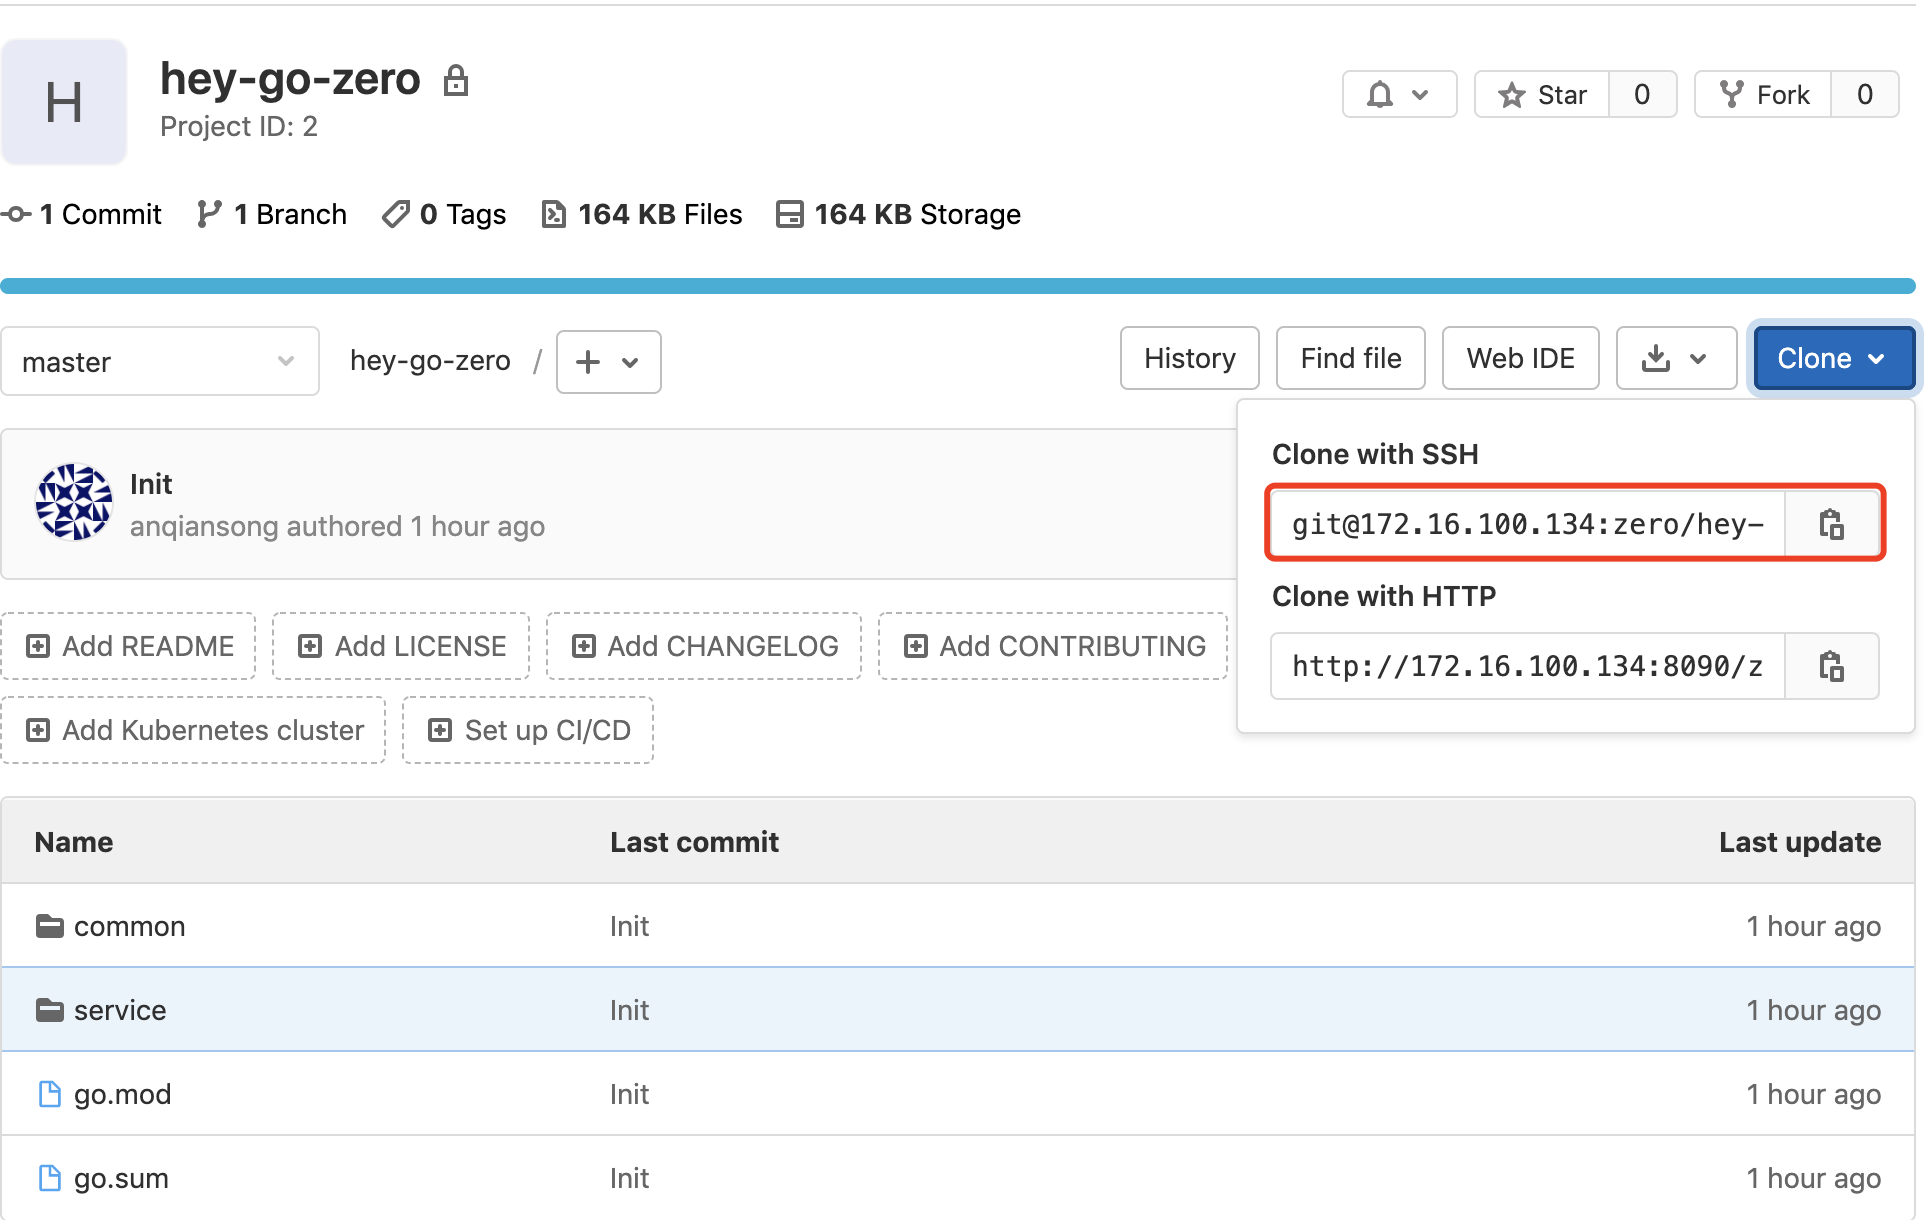 H
hey-go-zero
Project ID: 2
Star 0
Fork 0
1 Commit 1 Branch 0 Tags 164 KB Files 164 KB Storage
master hey-go-zero / History Find file Web IDE Clone
Init
anqiansong authored 1 hour ago
Clone with SSH
git@172.16.100.134:zero/hey-
Clone with HTTP
http://172.16.100.134:8090/z
Add README Add LICENSE Add CHANGELOG Add CONTRIBUTING
Add Kubernetes cluster Set up CI/CD
Name Last commit Last update
common Init 1 hour ago
service Init 1 hour ago
go.mod Init 1 hour ago
go.sum Init 1 hour ago